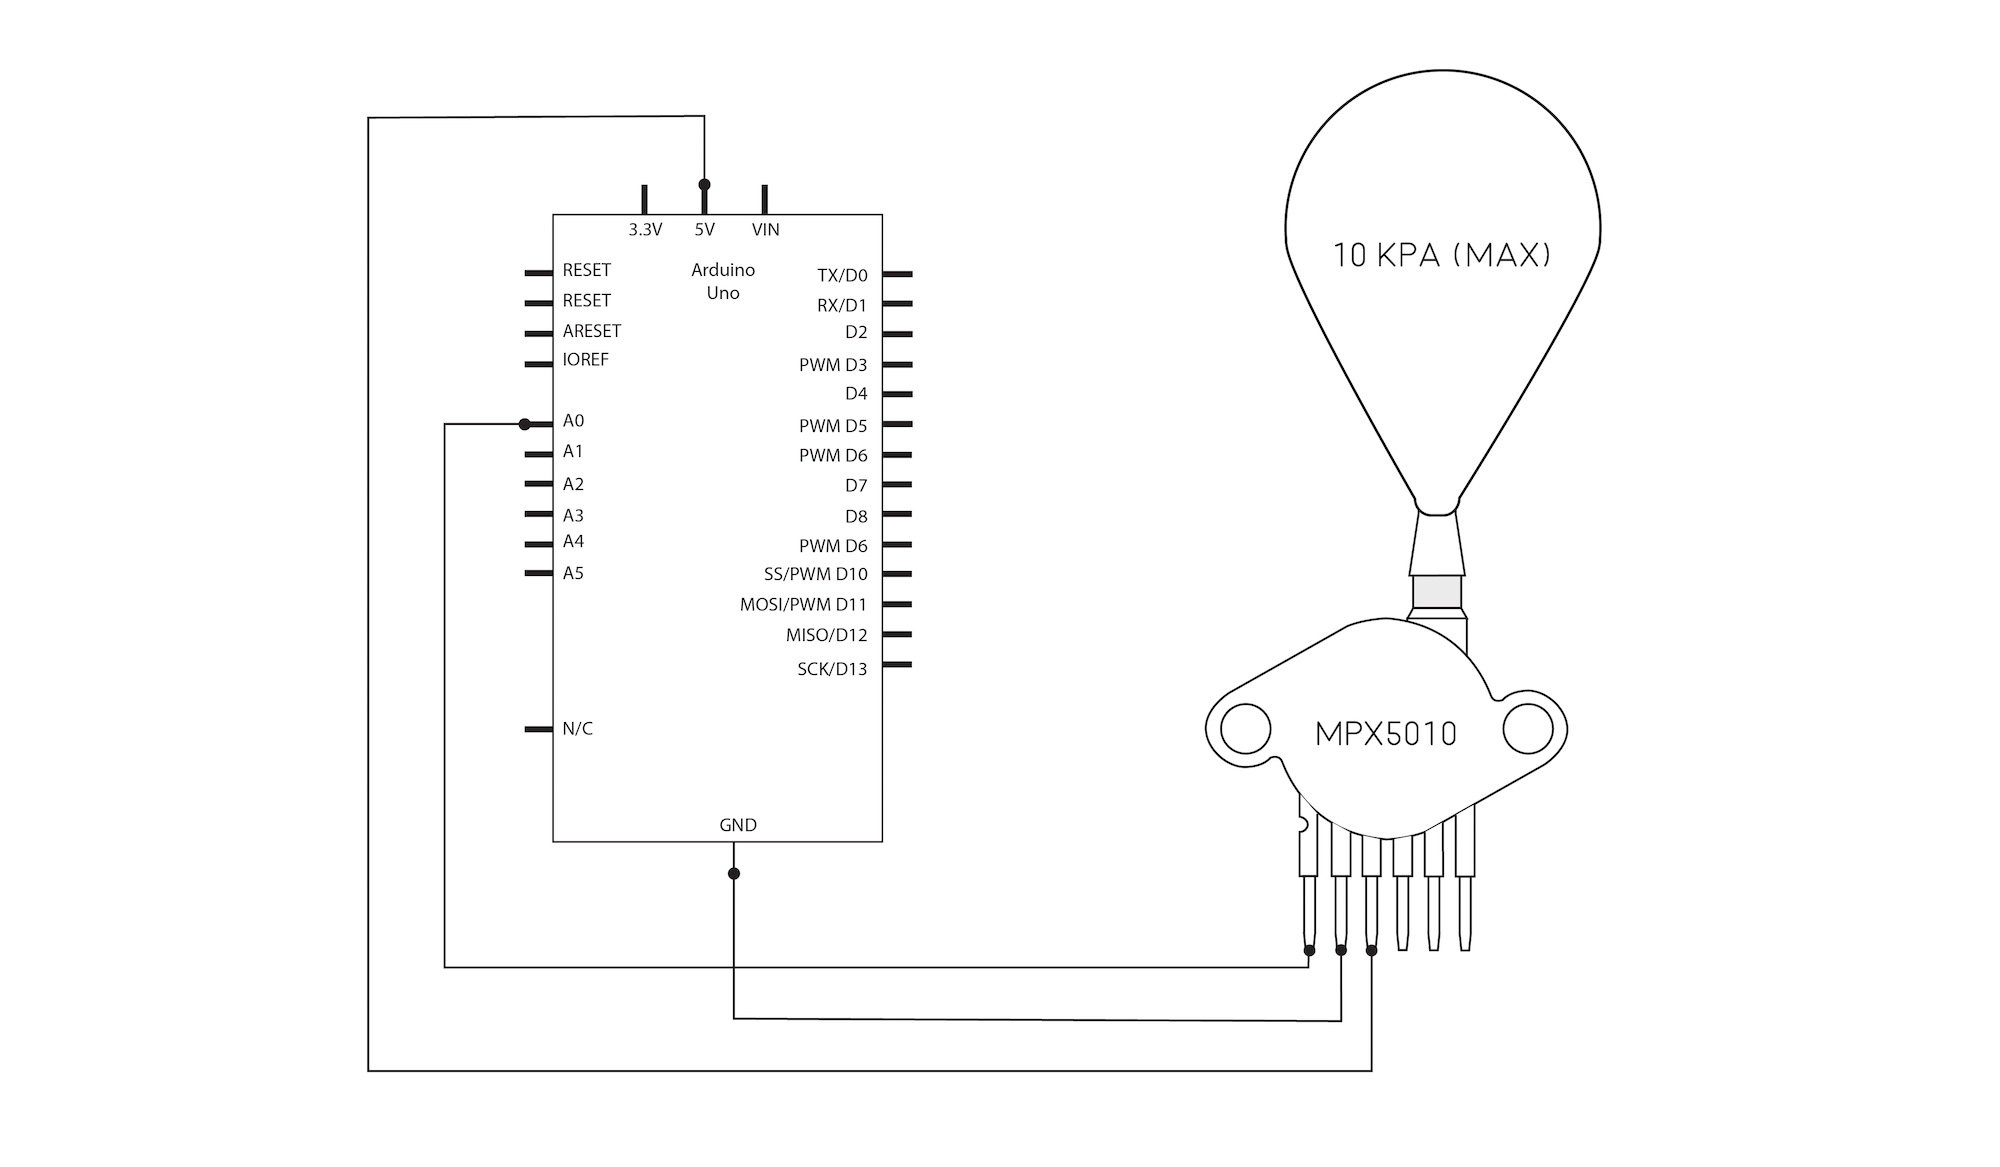 3.3V
5V
VIN
Arduino
Uno
RESET
RESET
ARESET
IOREF
A0
A1
A2
A3
A4
A5
N/C
TX/D0
RX/D1
D2
PWM D3
D4
PWM D5
PWM D6
D7
D8
PWM D6
SS/PWM D10
MOSI/PWM D11
MISO/D12
SCK/D13
GND
10 KPA (MAX)
MPX5010